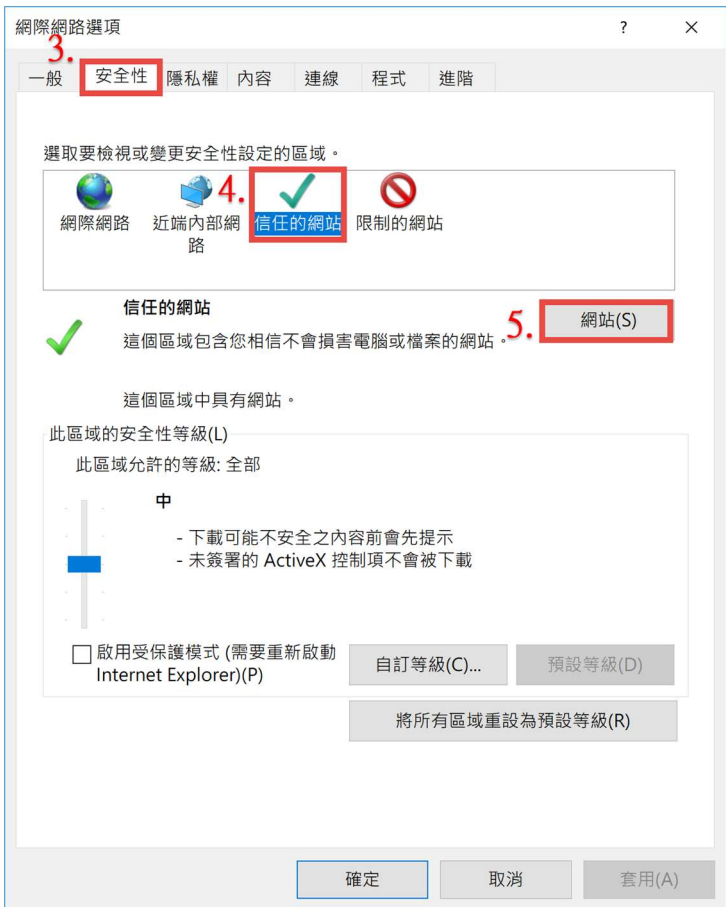 網際網路選項 ?
3.
一般 安全性 隱私權 內容 連線 程式 進階
選取要檢視或變更安全性設定的區域。
4.
網際網路 近端內部網路 信任的網站 限制的網站
信任的網站
5. 網站(S)
這個區域包含您相信不會損害電腦或檔案的網站。
這個區域中具有網站。
此區域的安全性等級(L)
此區域允許的等級: 全部
中
- 下載可能不安全之內容前會先提示
- 未簽署的 ActiveX 控制項不會被下載
啟用受保護模式 (需要重新啟動
Internet Explorer)(P)
自訂等級(C)... 預設等級(D)
將所有區域重設為預設等級(R)
確定 取消 套用(A)